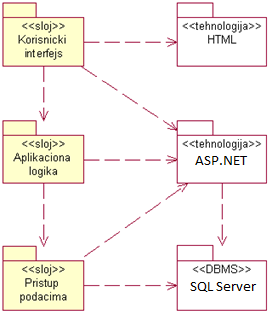 <<sloj>>
Korisnicki
interfejs
<<tehnologija>>
HTML
<<sloj>>
Aplikaciona
logika
<<tehnologija>>
ASP.NET
<<sloj>>
Pristup
podacima
<<DBMS>>
SQL Server